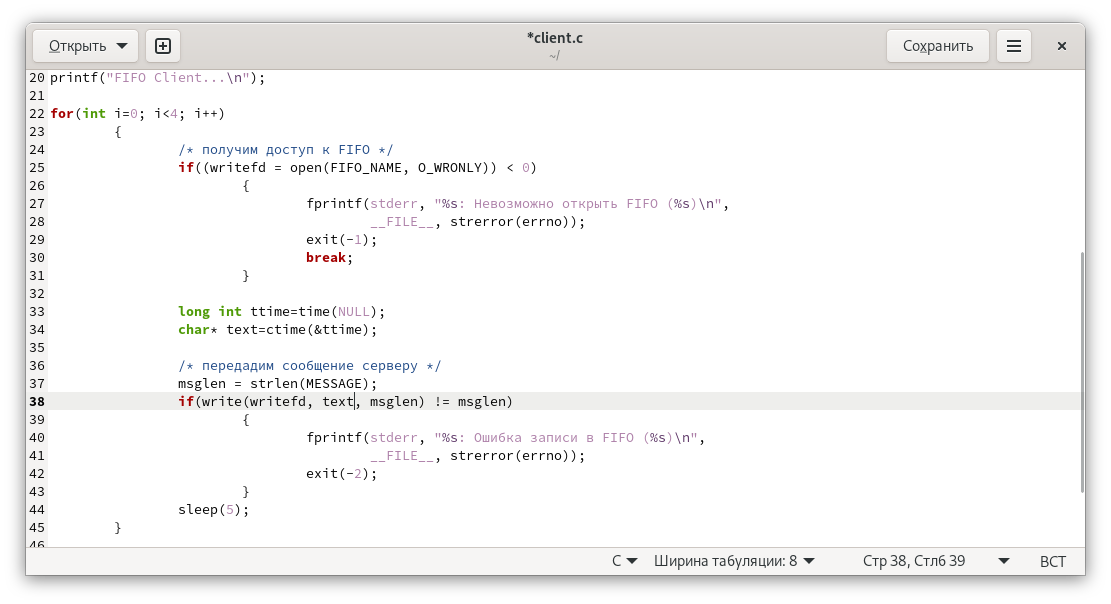 Открыть
*client.c
~/
Сохранить
20 printf("FIFO Client...\n");
21
22 for(int i=0; i<4; i++)
23 {
24 /* получим доступ к FIFO */
25 if((writefd = open(FIFO_NAME, O_WRONLY)) < 0)
26 {
27 fprintf(stderr, "%s: Невозможно открыть FIFO (%s)\n",
28 __FILE__, strerror(errno));
29 exit(-1);
30 break;
31 }
32
33 long int ttime=time(NULL);
34 char* text=ctime(&ttime);
35
36 /* передадим сообщение серверу */
37 msglen = strlen(MESSAGE);
38 if(write(writefd, text, msglen) != msglen)
39 {
40 fprintf(stderr, "%s: Ошибка записи в FIFO (%s)\n",
41 __FILE__, strerror(errno));
42 exit(-2);
43 }
44 sleep(5);
45 }
46
C
Ширина табуляции: 8
Стр 38, Стлб 39
ВСТ